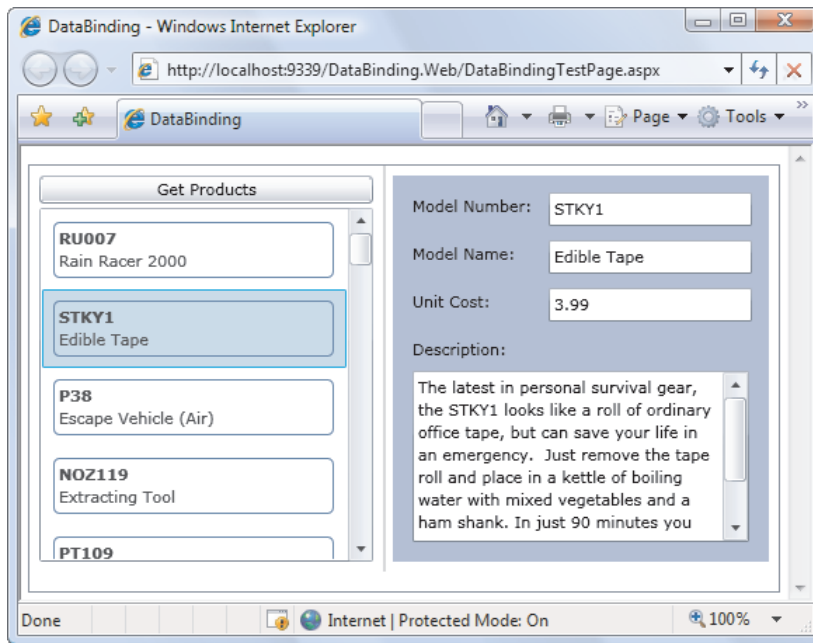 DataBinding - Windows Internet Explorer
http://localhost:9339/DataBinding.Web/DataBindingTestPage.aspx
DataBinding
Page
Tools
»
Get Products
RU007
Rain Racer 2000
STKY1
Edible Tape
P38
Escape Vehicle (Air)
NOZ119
Extracting Tool
PT109
Model Number:
STKY1
Model Name:
Edible Tape
Unit Cost:
3.99
Description:
The latest in personal survival gear,
the STKY1 looks like a roll of ordinary
office tape, but can save your life in
an emergency.  Just remove the tape
roll and place in a kettle of boiling
water with mixed vegetables and a
ham shank. In just 90 minutes you
Done
Internet | Protected Mode: On
100%